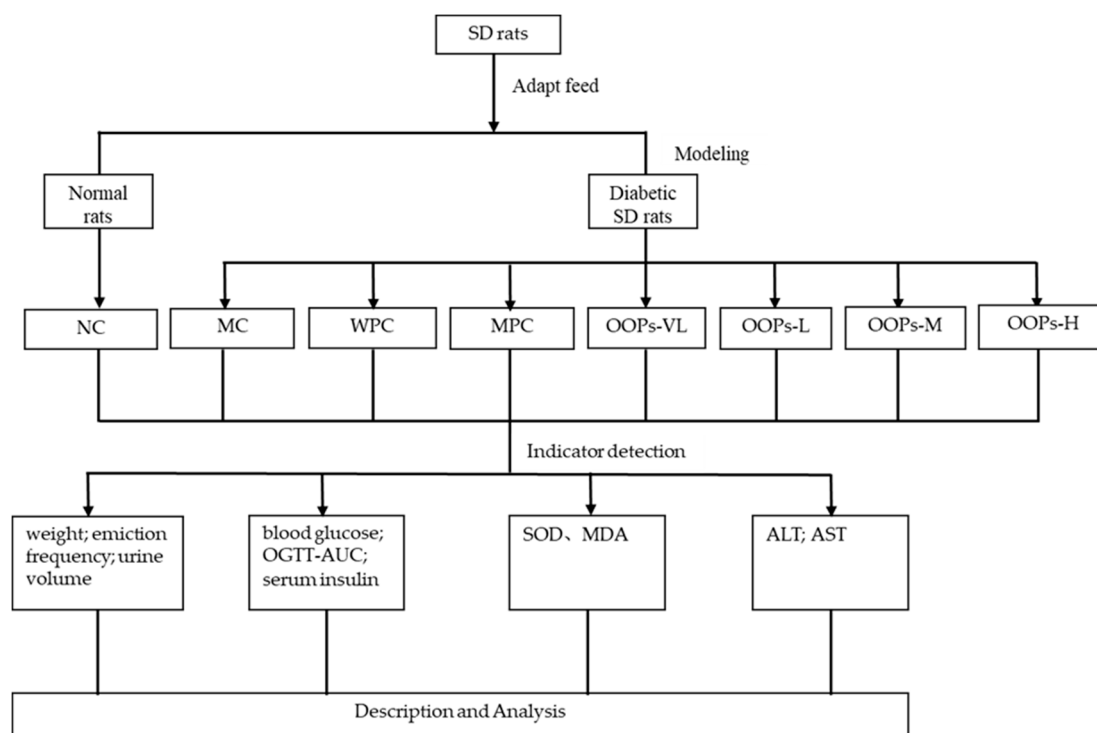 SD rats
Adapt feed
Modeling
Normal
rats
Diabetic
SD rats
NC
MC
WPC
MPC
OOPs-VL
OOPs-L
OOPs-M
OOPs-H
Indicator detection
weight; emiction
frequency; urine
volume
blood glucose;
OGTT-AUC;
serum insulin
SOD、MDA
ALT; AST
Description and Analysis